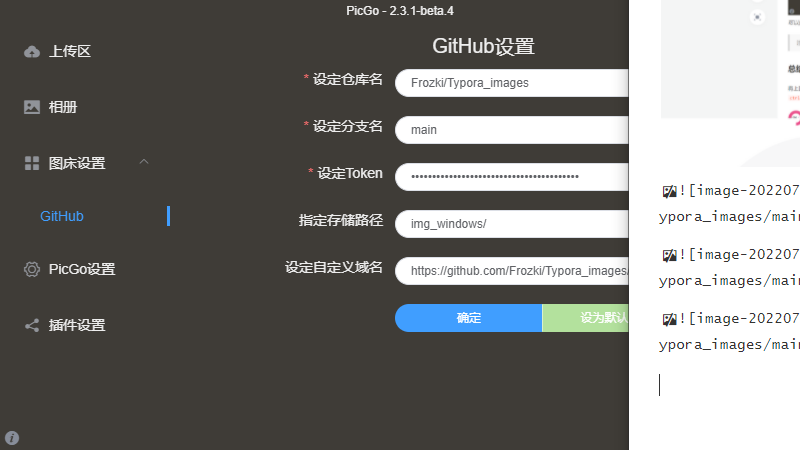 PicGo - 2.3.1-beta.4
上传区
相册
图床设置
GitHub
PicGo设置
插件设置
GitHub设置
* 设定仓库名
Frozki/Typora_images
* 设定分支名
main
* 设定Token
••••••••••••••••••••••••••••••••••••••••
指定存储路径
img_windows/
设定自定义域名
https://github.com/Frozki/Typora_images/
确定
设为默认
![image-202207
ypora_images/main
![image-202207
ypora_images/main
![image-202207
ypora_images/main